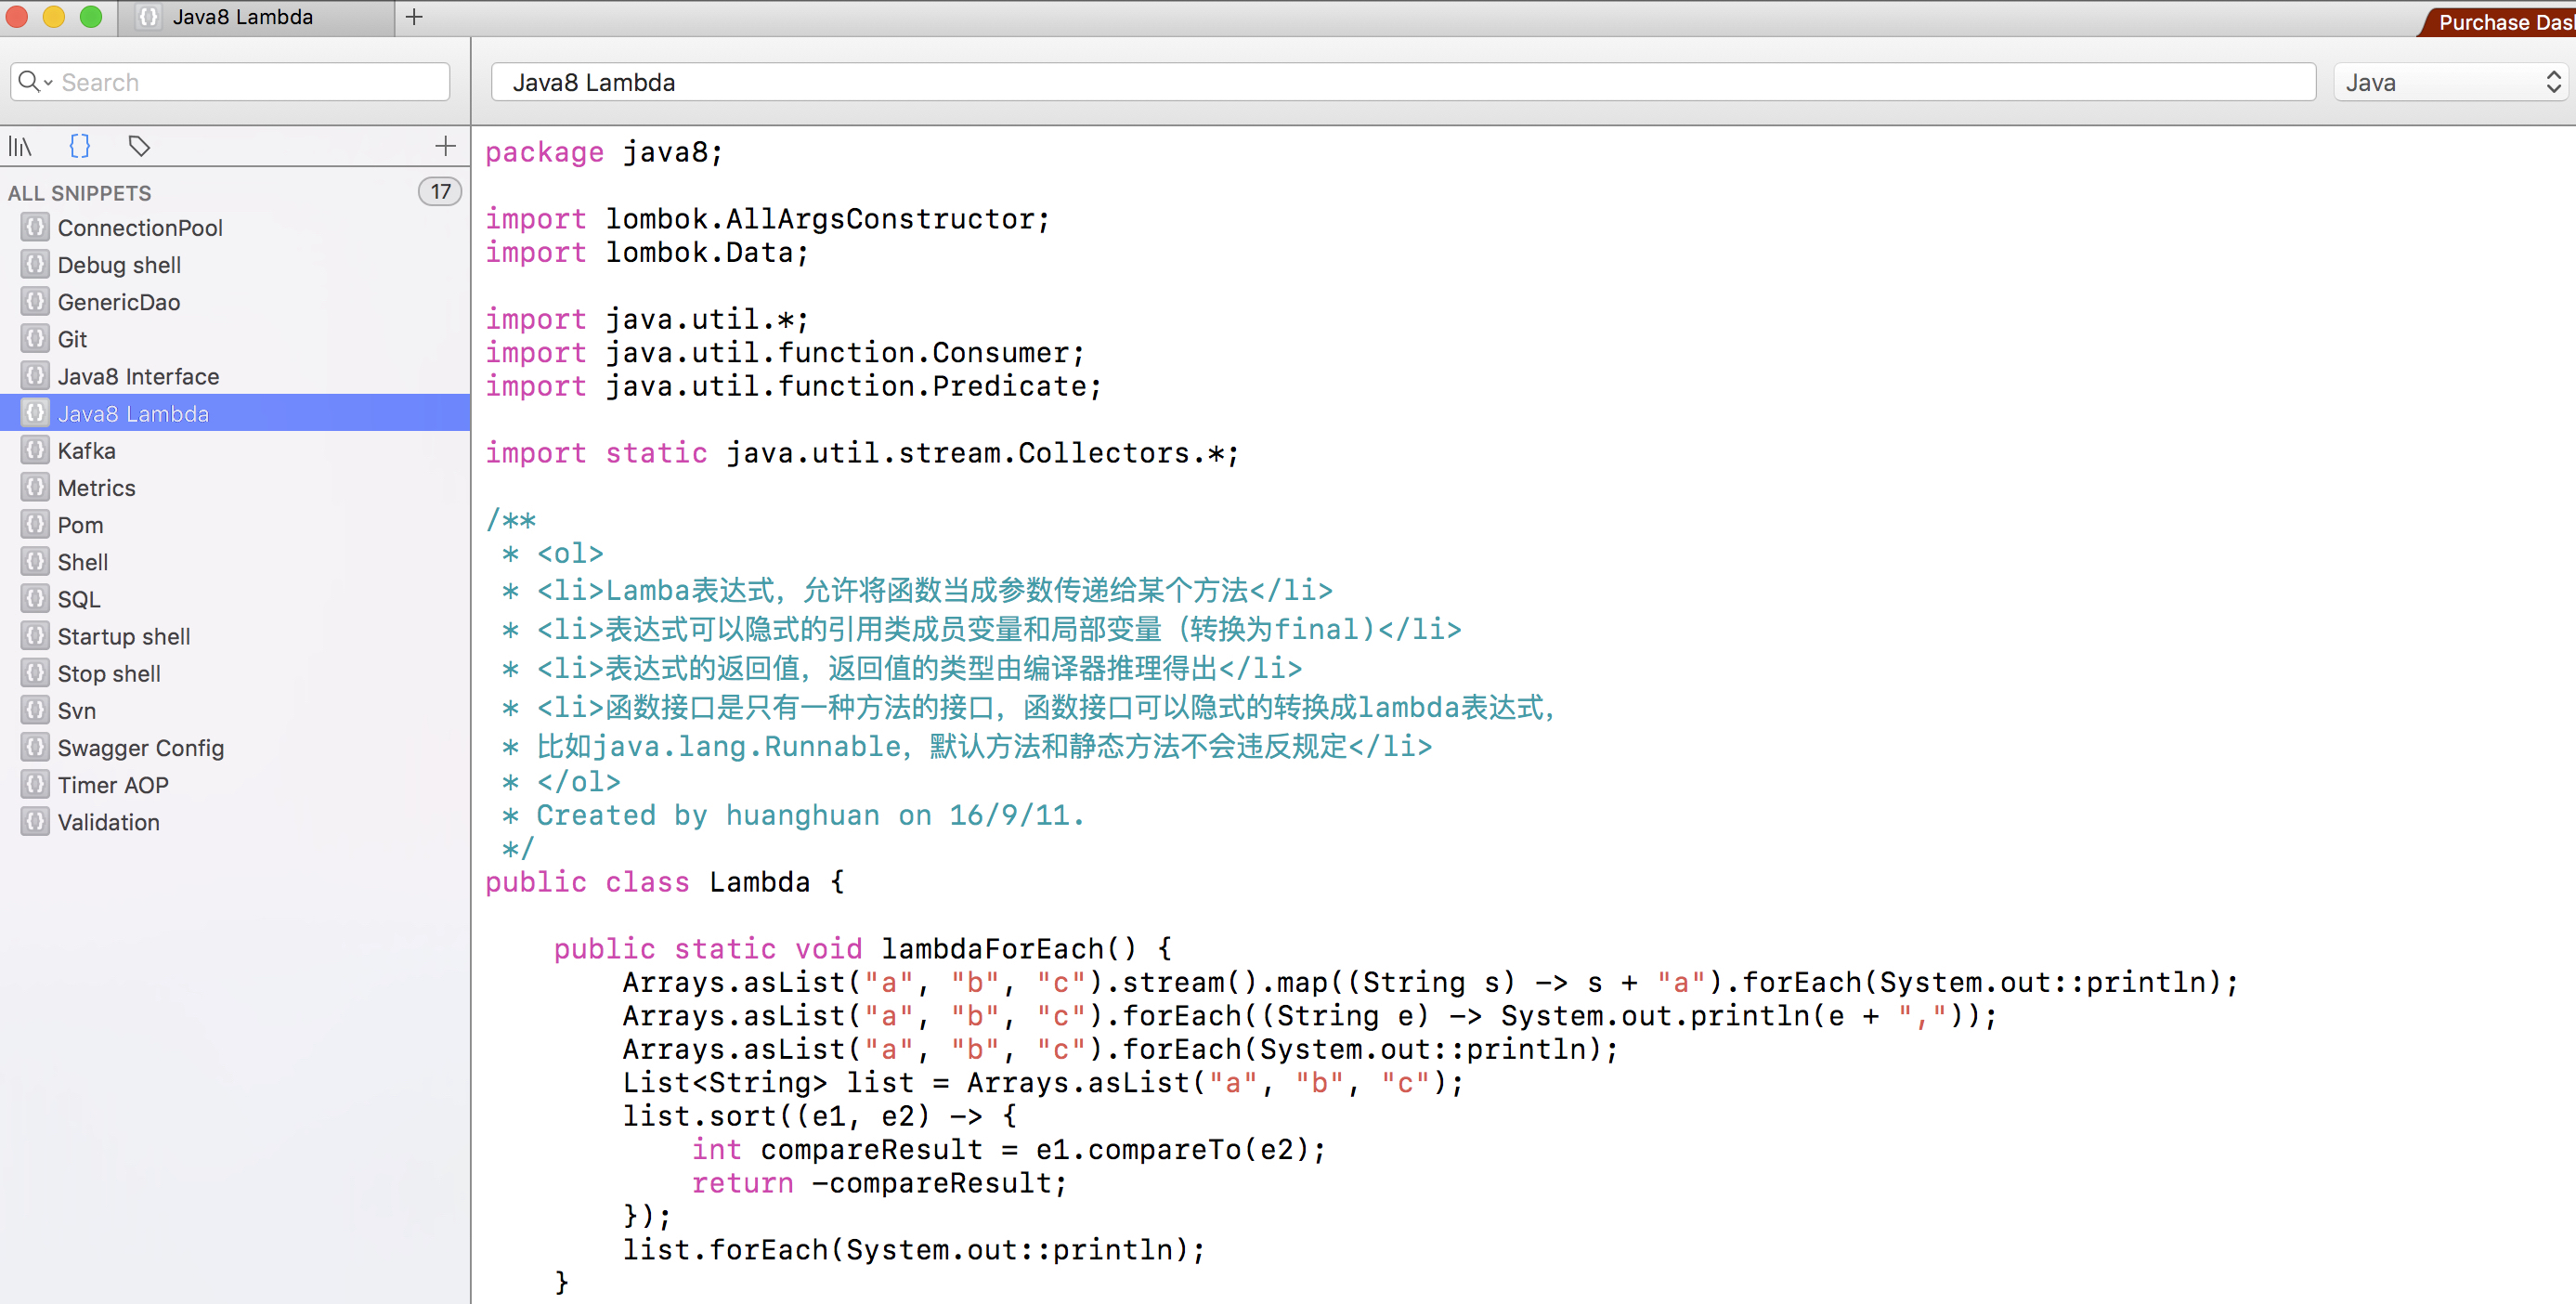 Java8 Lambda
Purchase Das
Search
Java8 Lambda
Java
ALL SNIPPETS
17
ConnectionPool
Debug shell
GenericDao
Git
Java8 Interface
Java8 Lambda
Kafka
Metrics
Pom
Shell
SQL
Startup shell
Stop shell
Svn
Swagger Config
Timer AOP
Validation
package java8;
import lombok.AllArgsConstructor;
import lombok.Data;
import java.util.*;
import java.util.function.Consumer;
import java.util.function.Predicate;
import static java.util.stream.Collectors.*;
/**
 * <ol>
 * <li>Lamba表达式，允许将函数当成参数传递给某个方法</li>
 * <li>表达式可以隐式的引用类成员变量和局部变量（转换为final)</li>
 * <li>表达式的返回值，返回值的类型由编译器推理得出</li>
 * <li>函数接口是只有一种方法的接口，函数接口可以隐式的转换成lambda表达式，
 * 比如java.lang.Runnable，默认方法和静态方法不会违反规定</li>
 * </ol>
 * Created by huanghuan on 16/9/11.
 */
public class Lambda {
    public static void lambdaForEach() {
        Arrays.asList("a", "b", "c").stream().map((String s) -> s + "a").forEach(System.out::println);
        Arrays.asList("a", "b", "c").forEach((String e) -> System.out.println(e + ","));
        Arrays.asList("a", "b", "c").forEach(System.out::println);
        List<String> list = Arrays.asList("a", "b", "c");
        list.sort((e1, e2) -> {
            int compareResult = e1.compareTo(e2);
            return -compareResult;
        });
        list.forEach(System.out::println);
    }